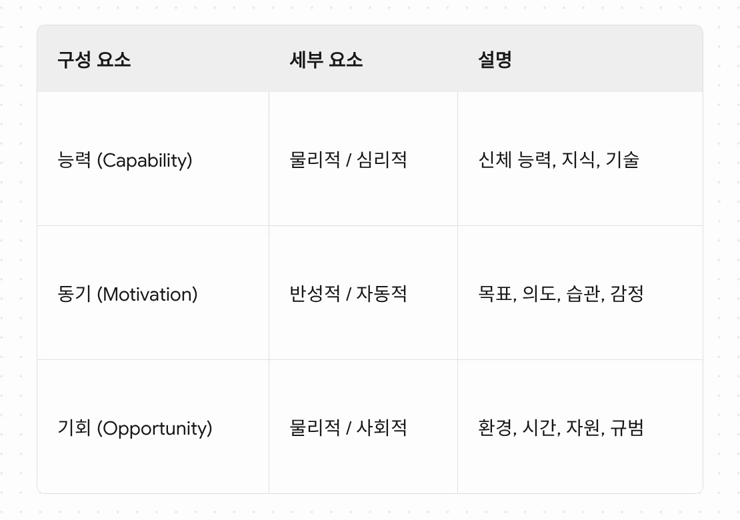 구성 요소 세부 요소 설명
능력 (Capability) 물리적 / 심리적 신체 능력, 지식, 기술
동기 (Motivation) 반성적 / 자동적 목표, 의도, 습관, 감정
기회 (Opportunity) 물리적 / 사회적 환경, 시간, 자원, 규범